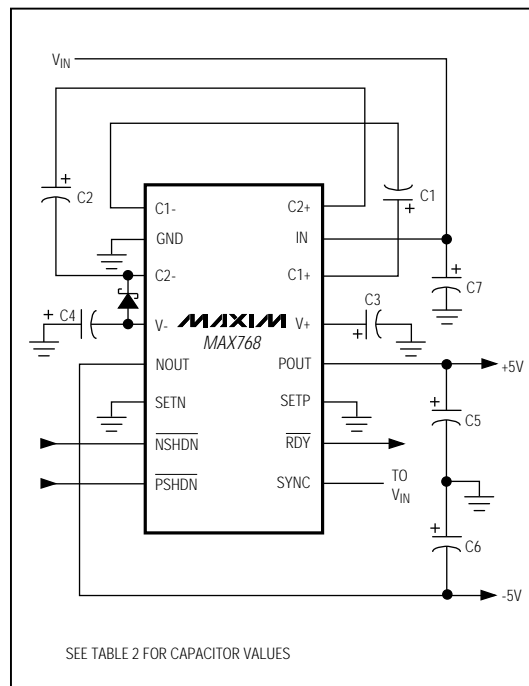 VIN
C2
C1
C1-
C2+
GND
IN
C2-
C1+
C7
C4
C3
V-
MAXIM
V+
MAX768
NOUT
POUT
+5V
SETN
SETP
C5
NSHDN
RDY
PSHDN
SYNC
TO
VIN
C6
-5V
SEE TABLE 2 FOR CAPACITOR VALUES